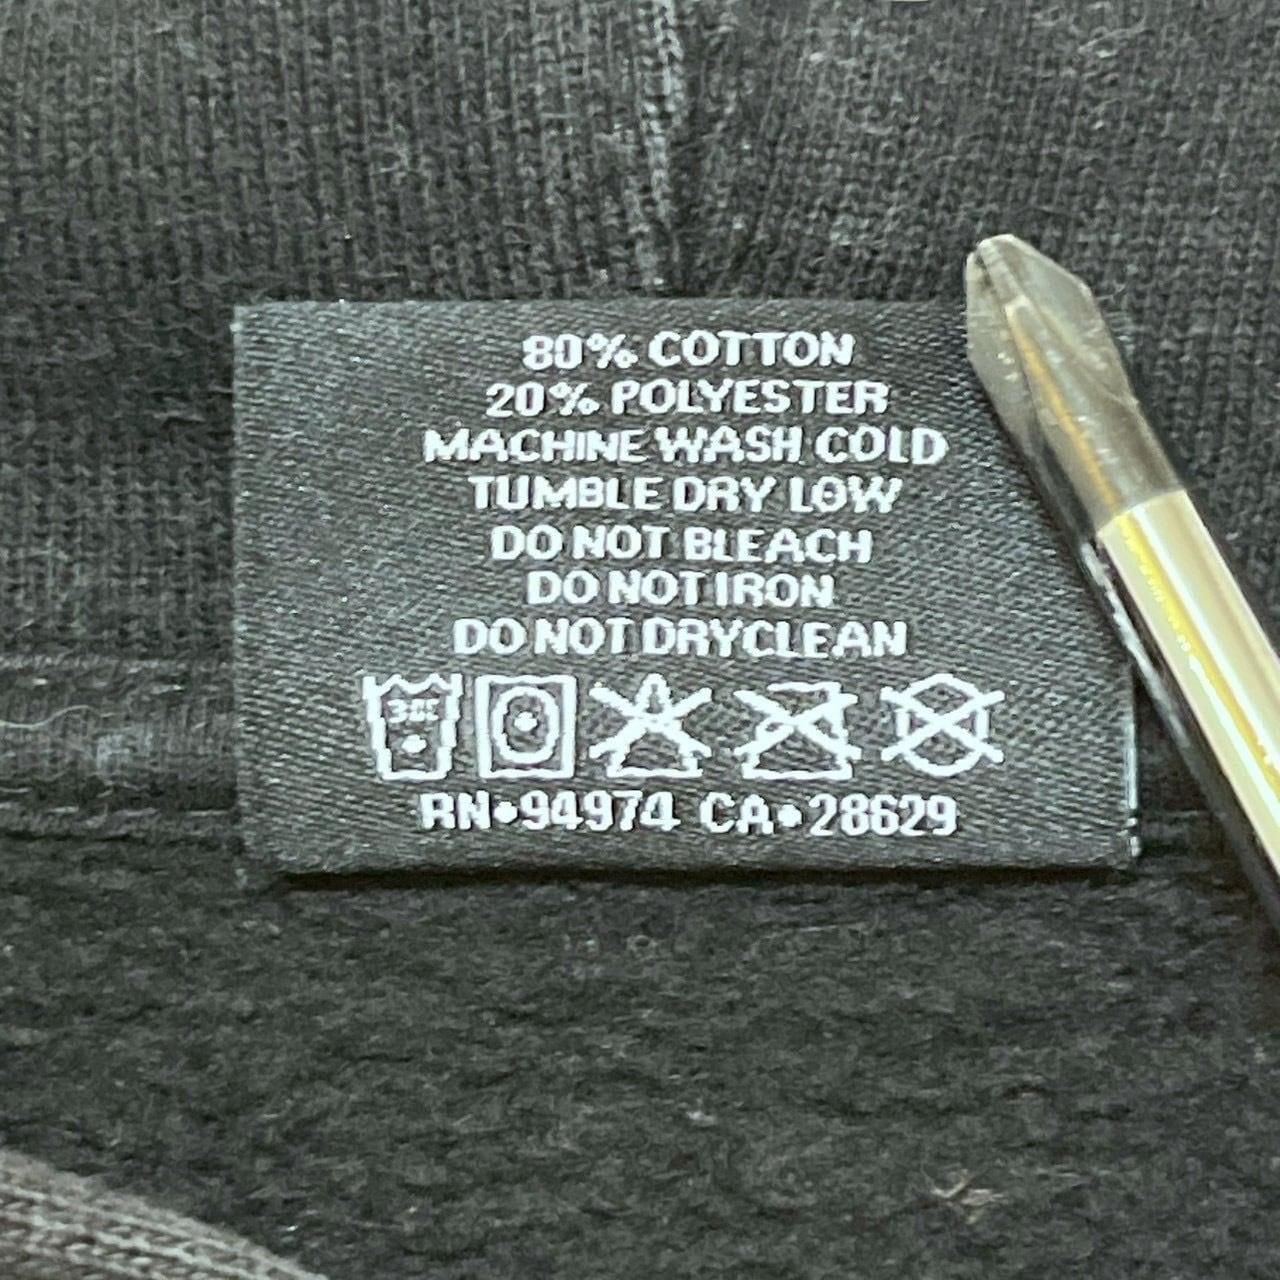 80% COTTON
20% POLYESTER
MACHINE WASH COLD
TUMBLE DRY LOW
DO NOT BLEACH
DO NOT IRON
DO NOT DRYCLEAN
30C
RN•94974 CA•28629